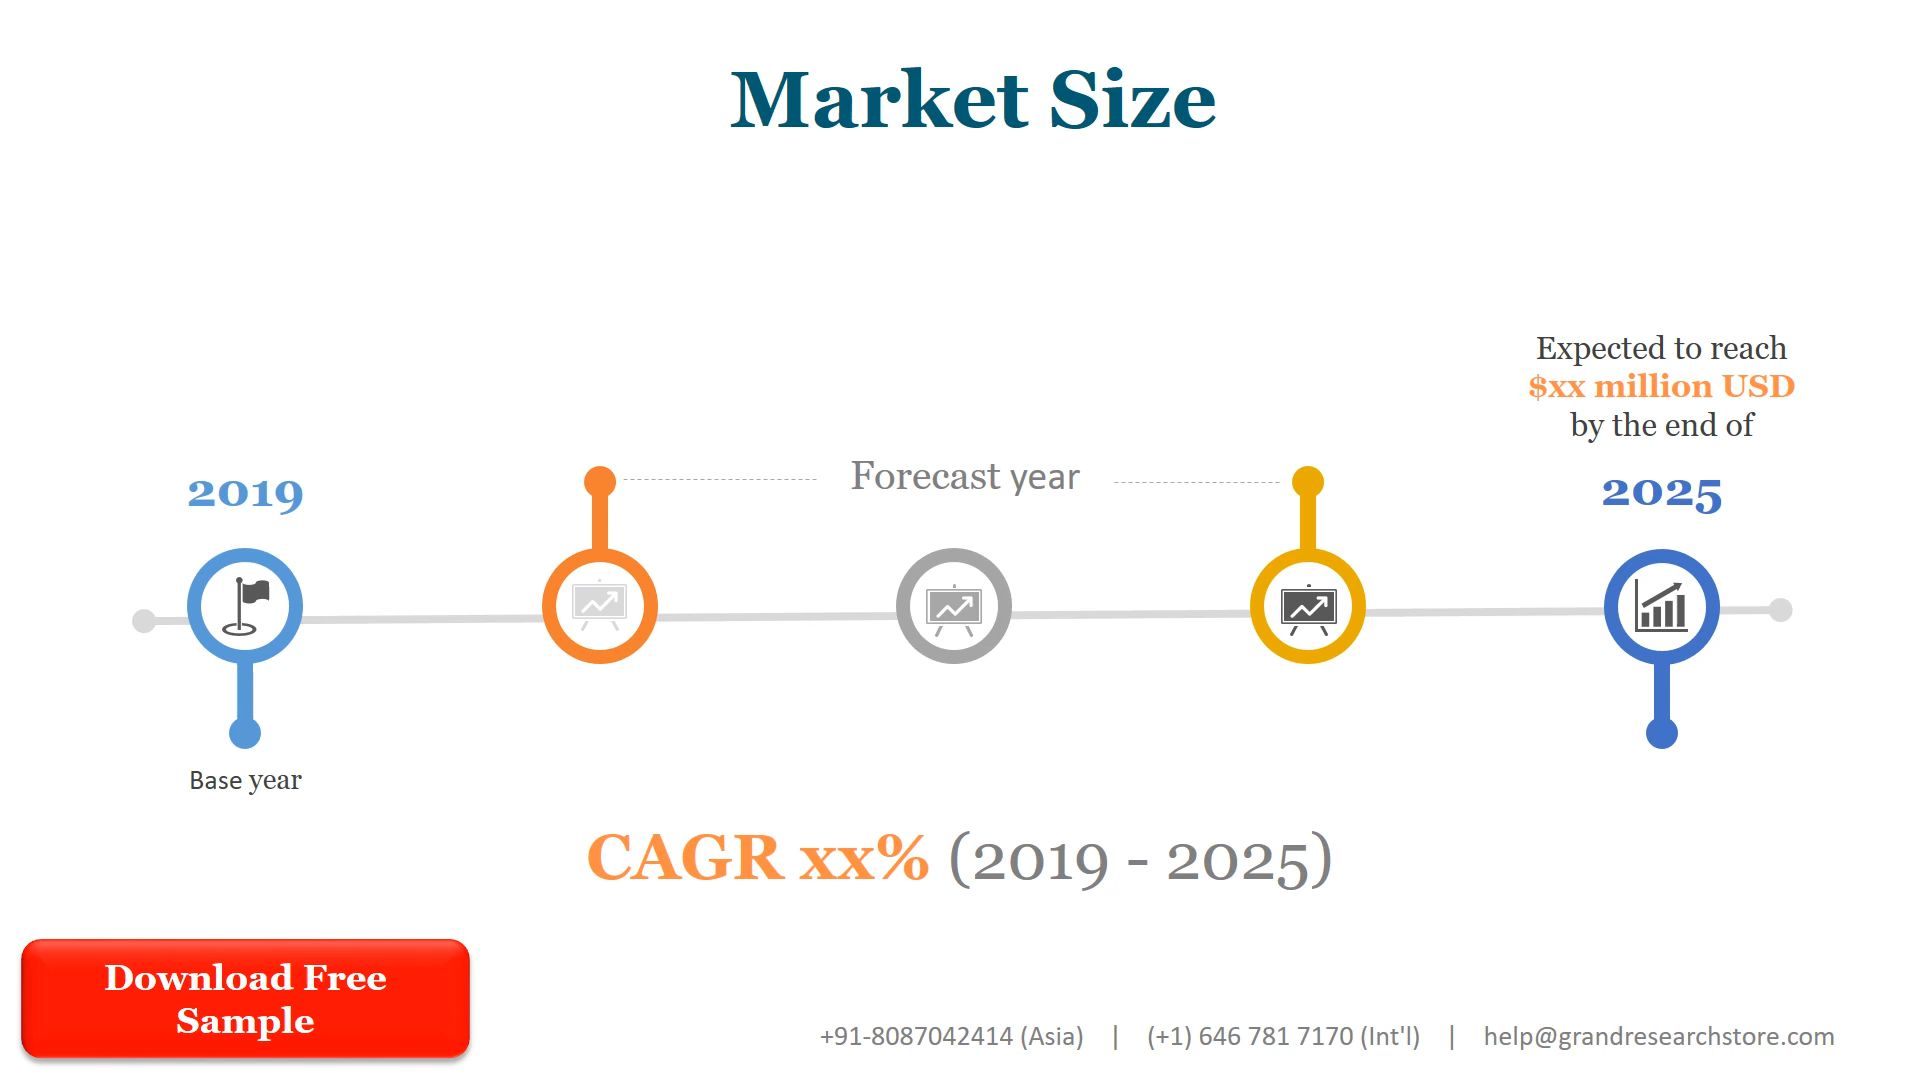 Market Size
Expected to reach
$xx million USD
by the end of
2019
Forecast year
2025
Base year
CAGR xx% (2019 - 2025)
Download Free
Sample
+91-8087042414 (Asia) | (+1) 646 781 7170 (Int'l) | help@grandresearchstore.com